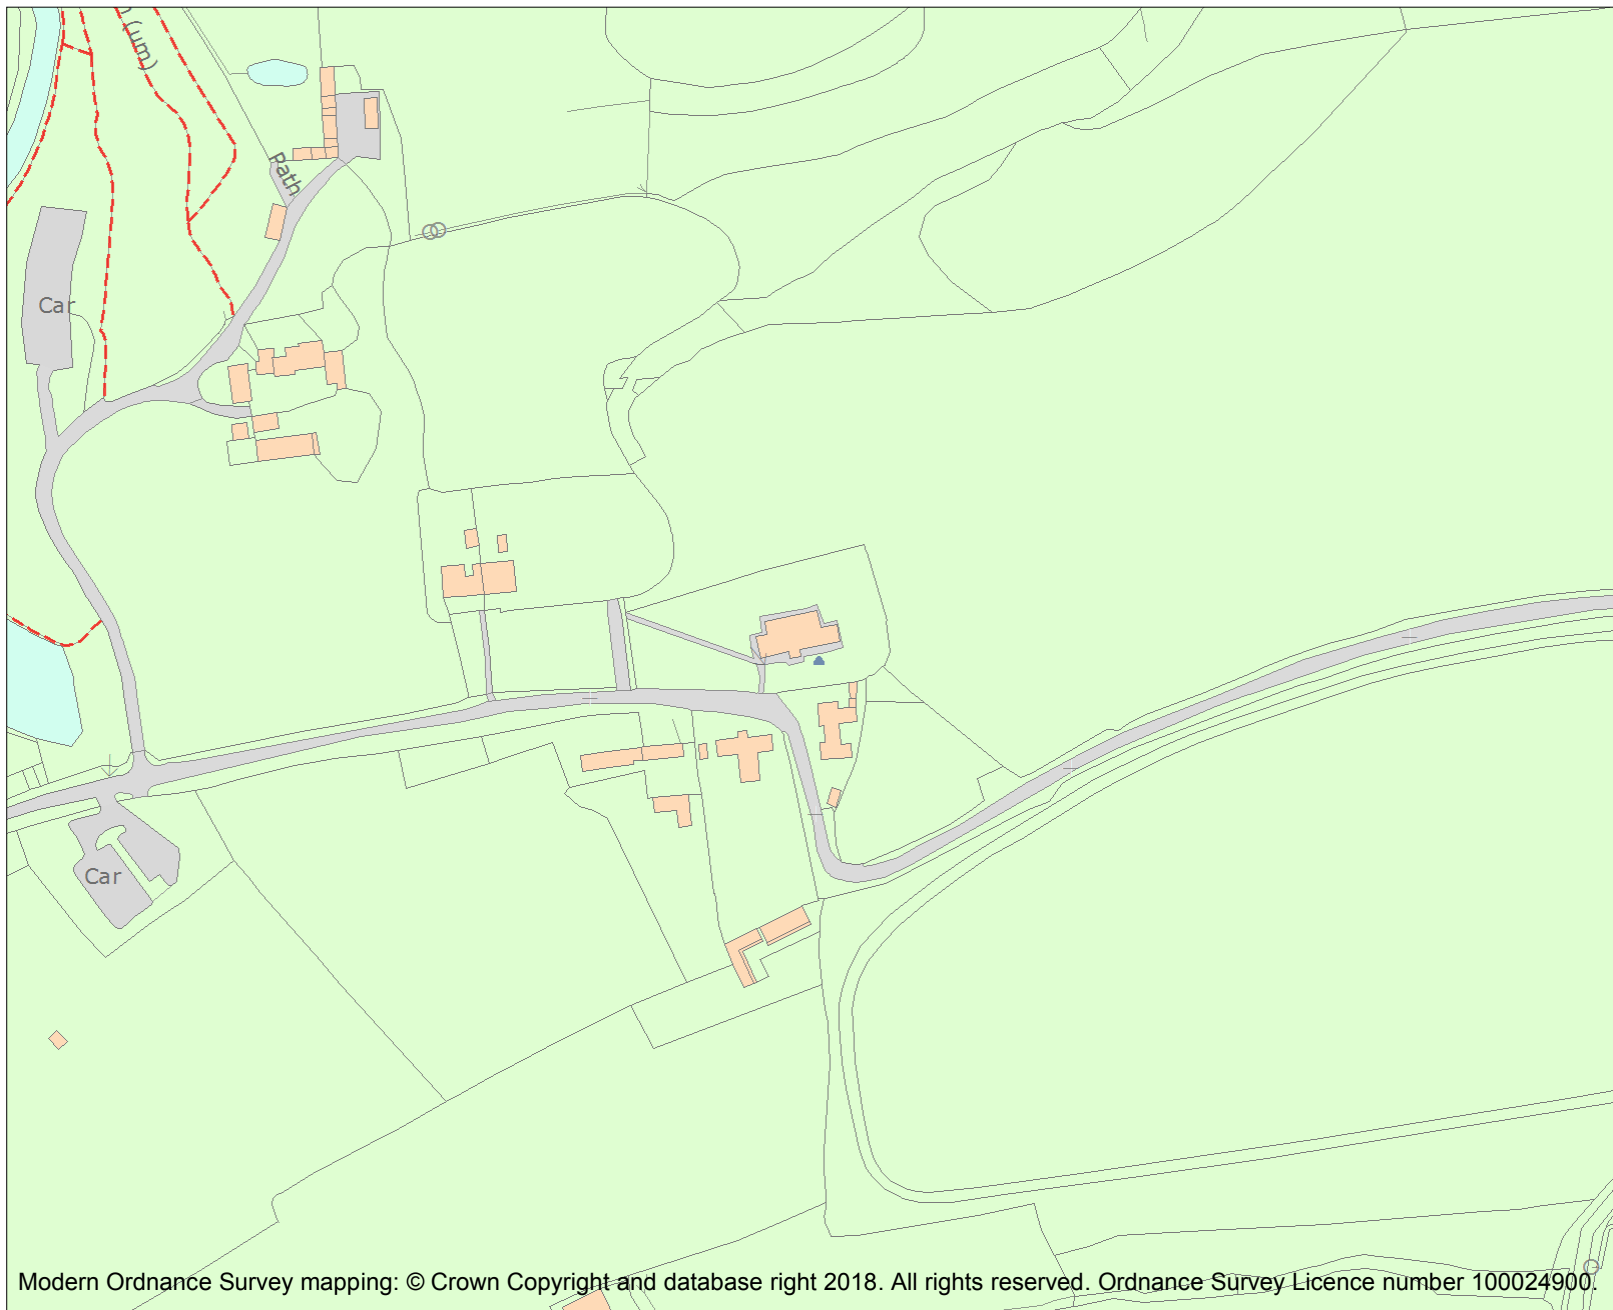 (um)
Path
Car
Car
Modern Ordnance Survey mapping: © Crown Copyright and database right 2018. All rights reserved. Ordnance Survey Licence number 100024900.